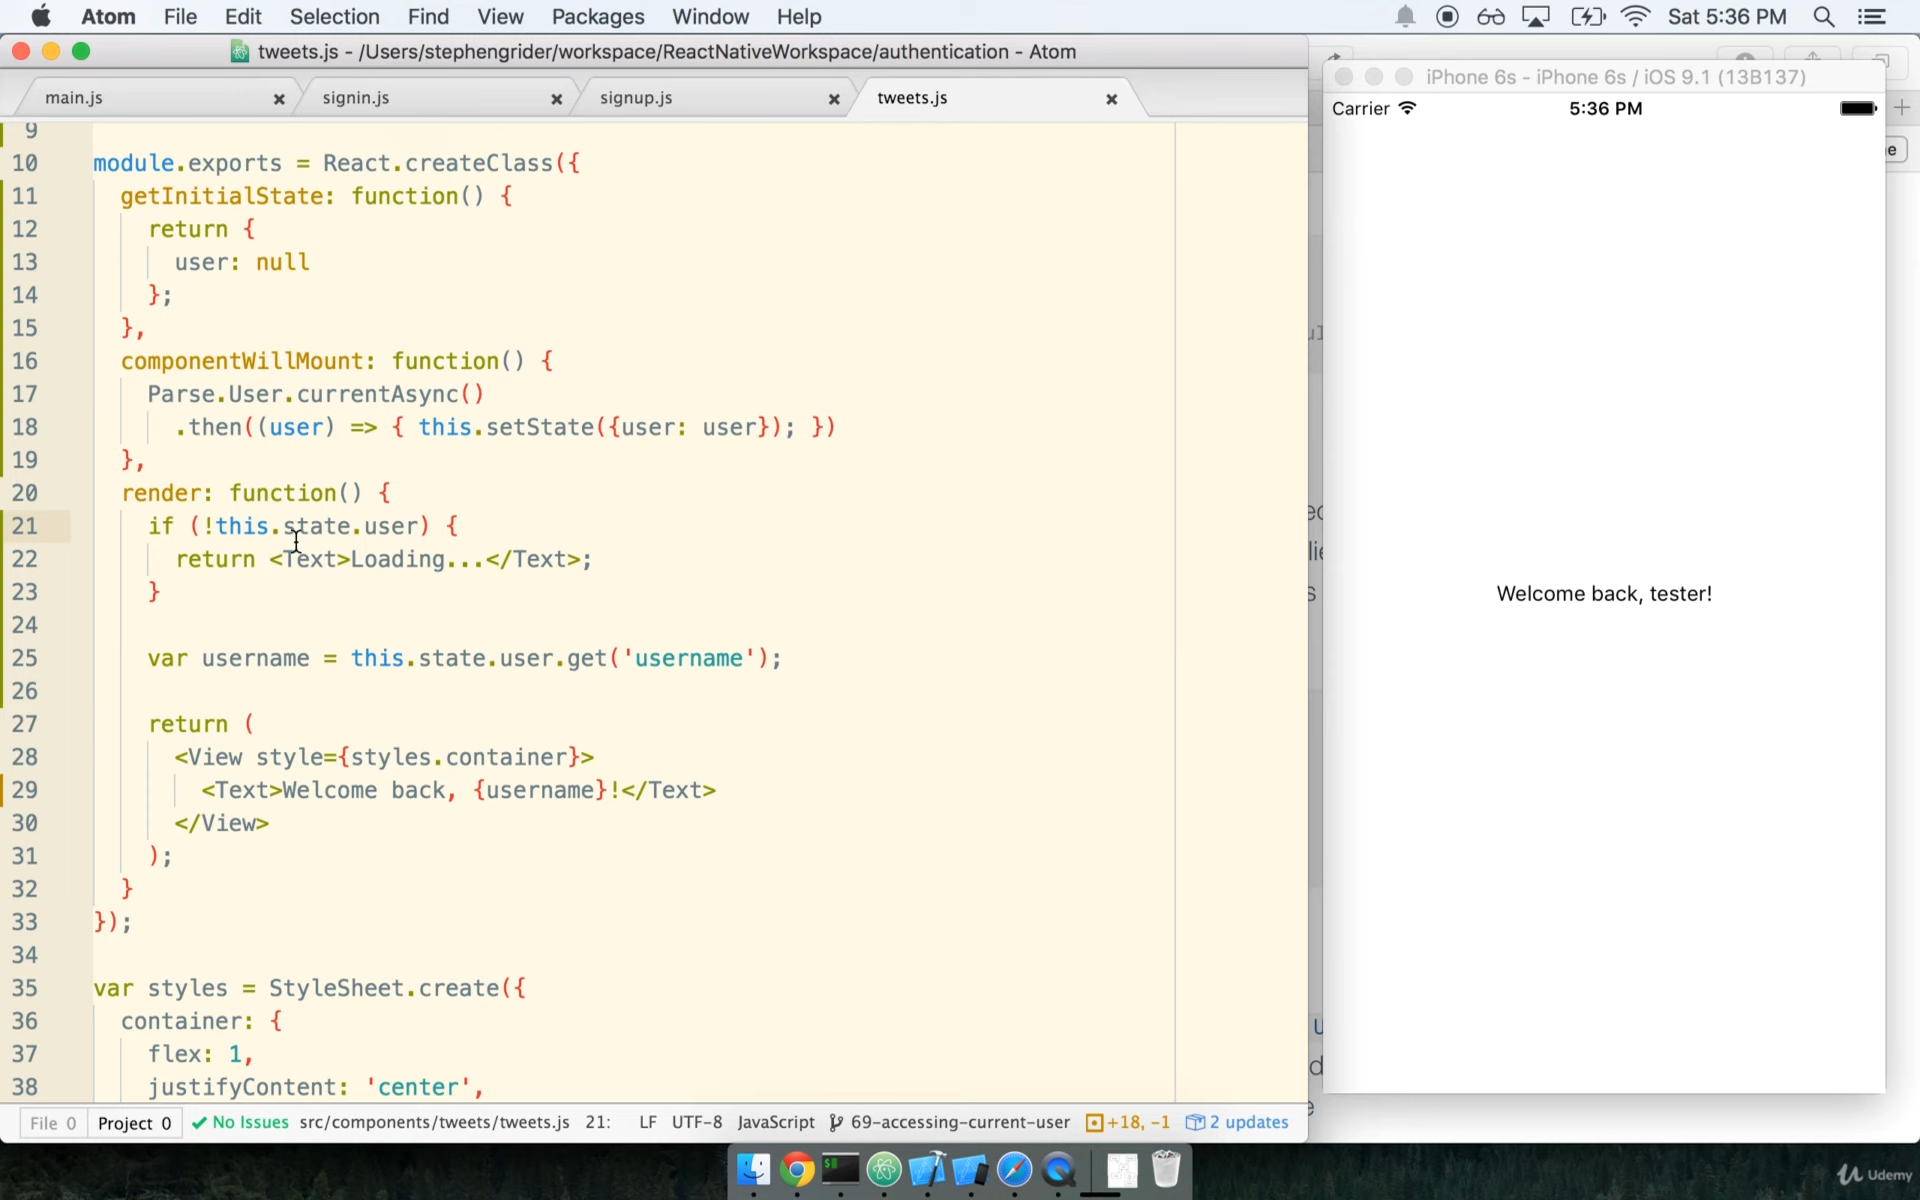 Atom File Edit Selection Find View Packages Window Help Sat 5:36 PM
tweets.js - /Users/stephengrider/workspace/ReactNativeWorkspace/authentication - Atom
main.js signin.js signup.js tweets.js
9
10 module.exports = React.createClass({
11 getInitialState: function() {
12 return {
13 user: null
14 };
15 },
16 componentWillMount: function() {
17 Parse.User.currentAsync()
18 .then((user) => { this.setState({user: user}); })
19 },
20 render: function() {
21 if (!this.state.user) {
22 return <Text>Loading...</Text>;
23 }
24
25 var username = this.state.user.get('username');
26
27 return (
28 <View style={styles.container}>
29 <Text>Welcome back, {username}!</Text>
30 </View>
31 );
32 }
33 });
34
35 var styles = StyleSheet.create({
36 container: {
37 flex: 1,
38 justifyContent: 'center',
File 0 Project 0 No Issues src/components/tweets/tweets.js 21: LF UTF-8 JavaScript 69-accessing-current-user +18, -1 2 updates
iPhone 6s - iPhone 6s / iOS 9.1 (13B137)
Carrier 5:36 PM
Welcome back, tester!
Udemy